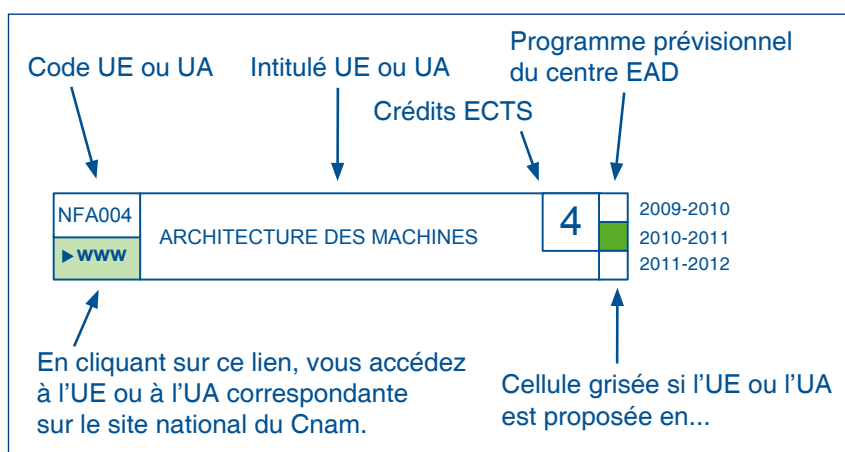 Programme prévisionnel
du centre EAD
Code UE ou UA
Intitulé UE ou UA
Crédits ECTS
NFA004
►WWW
ARCHITECTURE DES MACHINES
4
2009-2010
2010-2011
2011-2012
En cliquant sur ce lien, vous accédez
à l'UE ou à l'UA correspondante
sur le site national du Cnam.
Cellule grisée si l'UE ou l'UA
est proposée en...